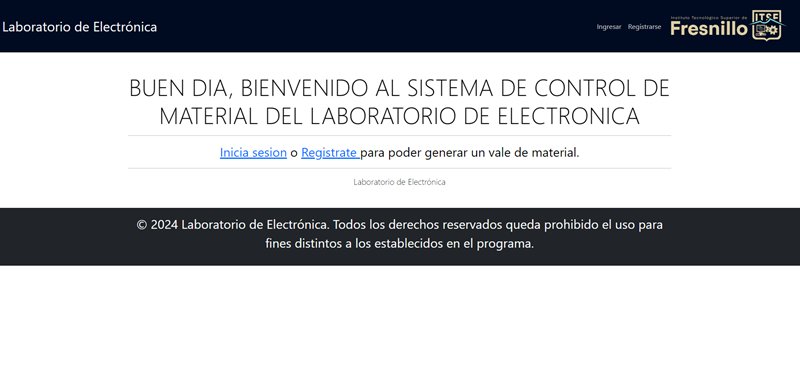 Laboratorio de Electrónica
Ingresar Registrarse
Instituto Tecnológico Superior de
Fresnillo
ITSF
BUEN DIA, BIENVENIDO AL SISTEMA DE CONTROL DE
MATERIAL DEL LABORATORIO DE ELECTRONICA
Inicia sesion o Registrate para poder generar un vale de material.
Laboratorio de Electrónica
© 2024 Laboratorio de Electrónica. Todos los derechos reservados queda prohibido el uso para
fines distintos a los establecidos en el programa.